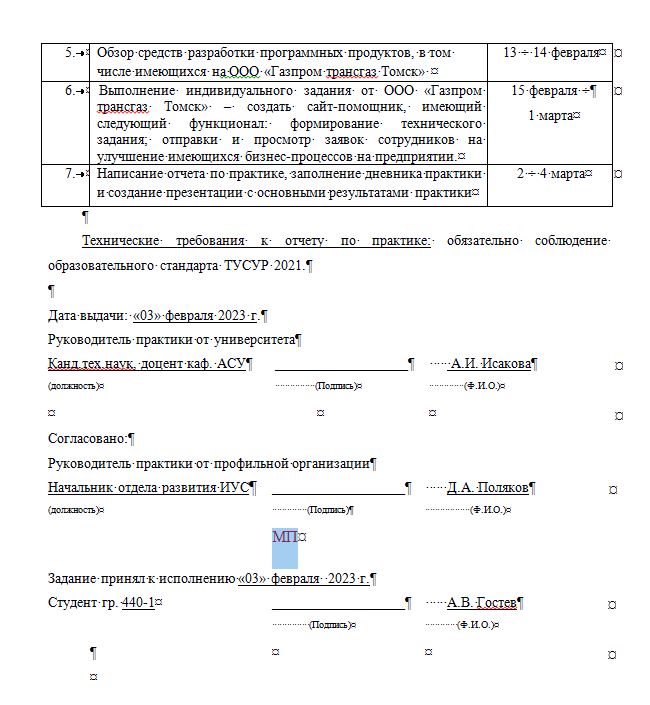 5. Обзор средств разработки программных продуктов, в том 13 ÷ 14 февраля
числе имеющихся на ООО «Газпром трансгаз Томск»
6. Выполнение индивидуального задания от ООО «Газпром 15 февраля ÷
трансгаз Томск» – создать сайт-помощник, имеющий 1 марта
следующий функционал: формирование технического
задания; отправки и просмотр заявок сотрудников на
улучшение имеющихся бизнес-процессов на предприятии.
7. Написание отчета по практике, заполнение дневника практики 2 ÷ 4 марта
и создание презентации с основными результатами практики
Технические требования к отчету по практике: обязательно соблюдение
образовательного стандарта ТУСУР 2021.
Дата выдачи: «03» февраля 2023 г.
Руководитель практики от университета
Канд.тех.наук, доцент каф. АСУ А.И. Исакова
(должность) (Подпись) (Ф.И.О.)
Согласовано:
Руководитель практики от профильной организации
Начальник отдела развития ИУС Д.А. Поляков
(должность) (Подпись) (Ф.И.О.)
МП
Задание принял к исполнению «03» февраля 2023 г.
Студент гр. 440-1 А.В. Гостев
(Подпись) (Ф.И.О.)